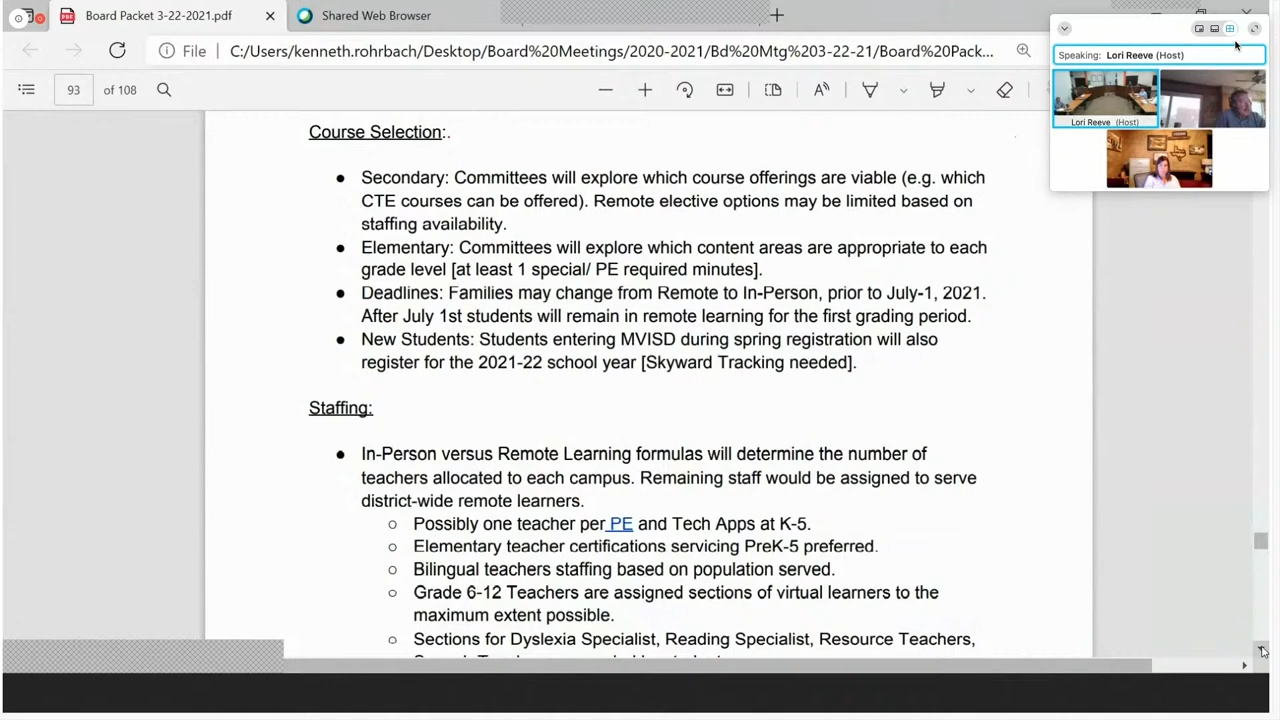 Board Packet 3-22-2021.pdf
Shared Web Browser
File
C:/Users/kenneth.rohrbach/Desktop/Board%20Meetings/2020-2021/Bd%20Mtg%203-22-21/Board%20Pack...
93 of 108
Speaking: Lori Reeve (Host)
Lori Reeve (Host)
Course Selection:.
● Secondary: Committees will explore which course offerings are viable (e.g. which
CTE courses can be offered). Remote elective options may be limited based on
staffing availability.
● Elementary: Committees will explore which content areas are appropriate to each
grade level [at least 1 special/ PE required minutes].
● Deadlines: Families may change from Remote to In-Person, prior to July-1, 2021.
After July 1st students will remain in remote learning for the first grading period.
● New Students: Students entering MVISD during spring registration will also
register for the 2021-22 school year [Skyward Tracking needed].
Staffing:
● In-Person versus Remote Learning formulas will determine the number of
teachers allocated to each campus. Remaining staff would be assigned to serve
district-wide remote learners.
○ Possibly one teacher per PE and Tech Apps at K-5.
○ Elementary teacher certifications servicing PreK-5 preferred.
○ Bilingual teachers staffing based on population served.
○ Grade 6-12 Teachers are assigned sections of virtual learners to the
maximum extent possible.
○ Sections for Dyslexia Specialist, Reading Specialist, Resource Teachers,